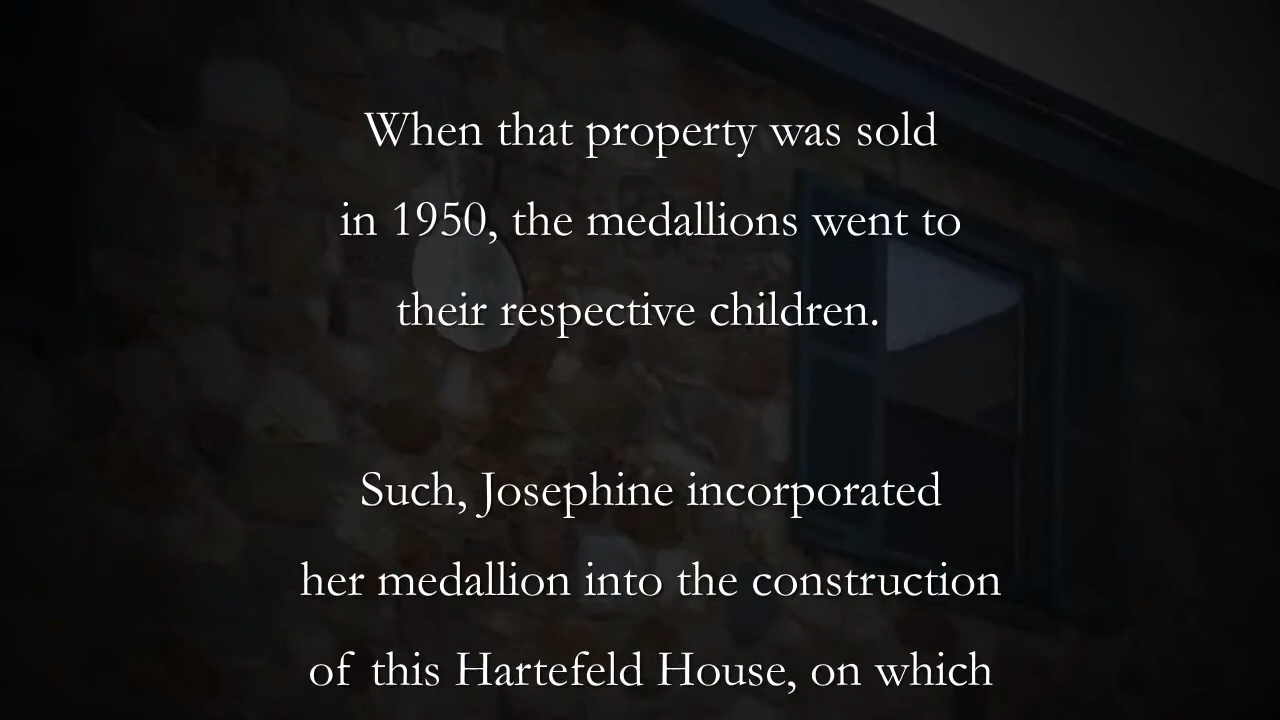 When that property was sold
in 1950, the medallions went to
their respective children.
Such, Josephine incorporated
her medallion into the construction
of this Hartefeld House, on which